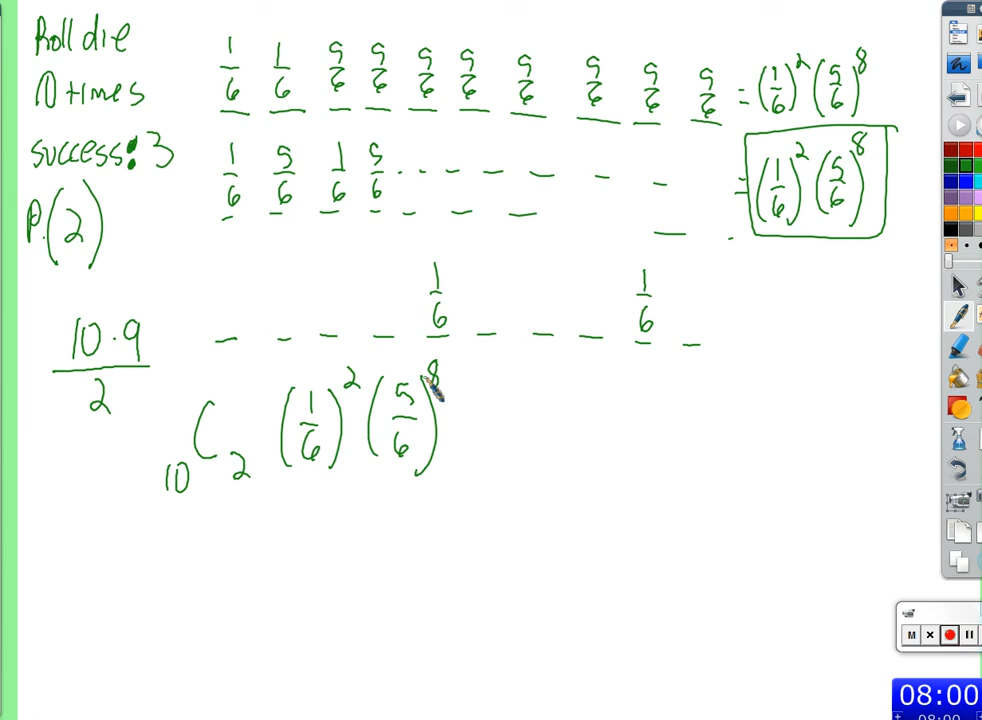 Roll die
10 times
success: 3
P(2)
1/6 1/6 5/6 5/6 5/6 5/6 5/6 5/6 5/6 5/6 = (1/6)^2 (5/6)^8
1/6 5/6 1/6 5/6 ... = (1/6)^2 (5/6)^8
1/6 1/6
10·9/2
10C2 (1/6)^2 (5/6)^8
M
08:00